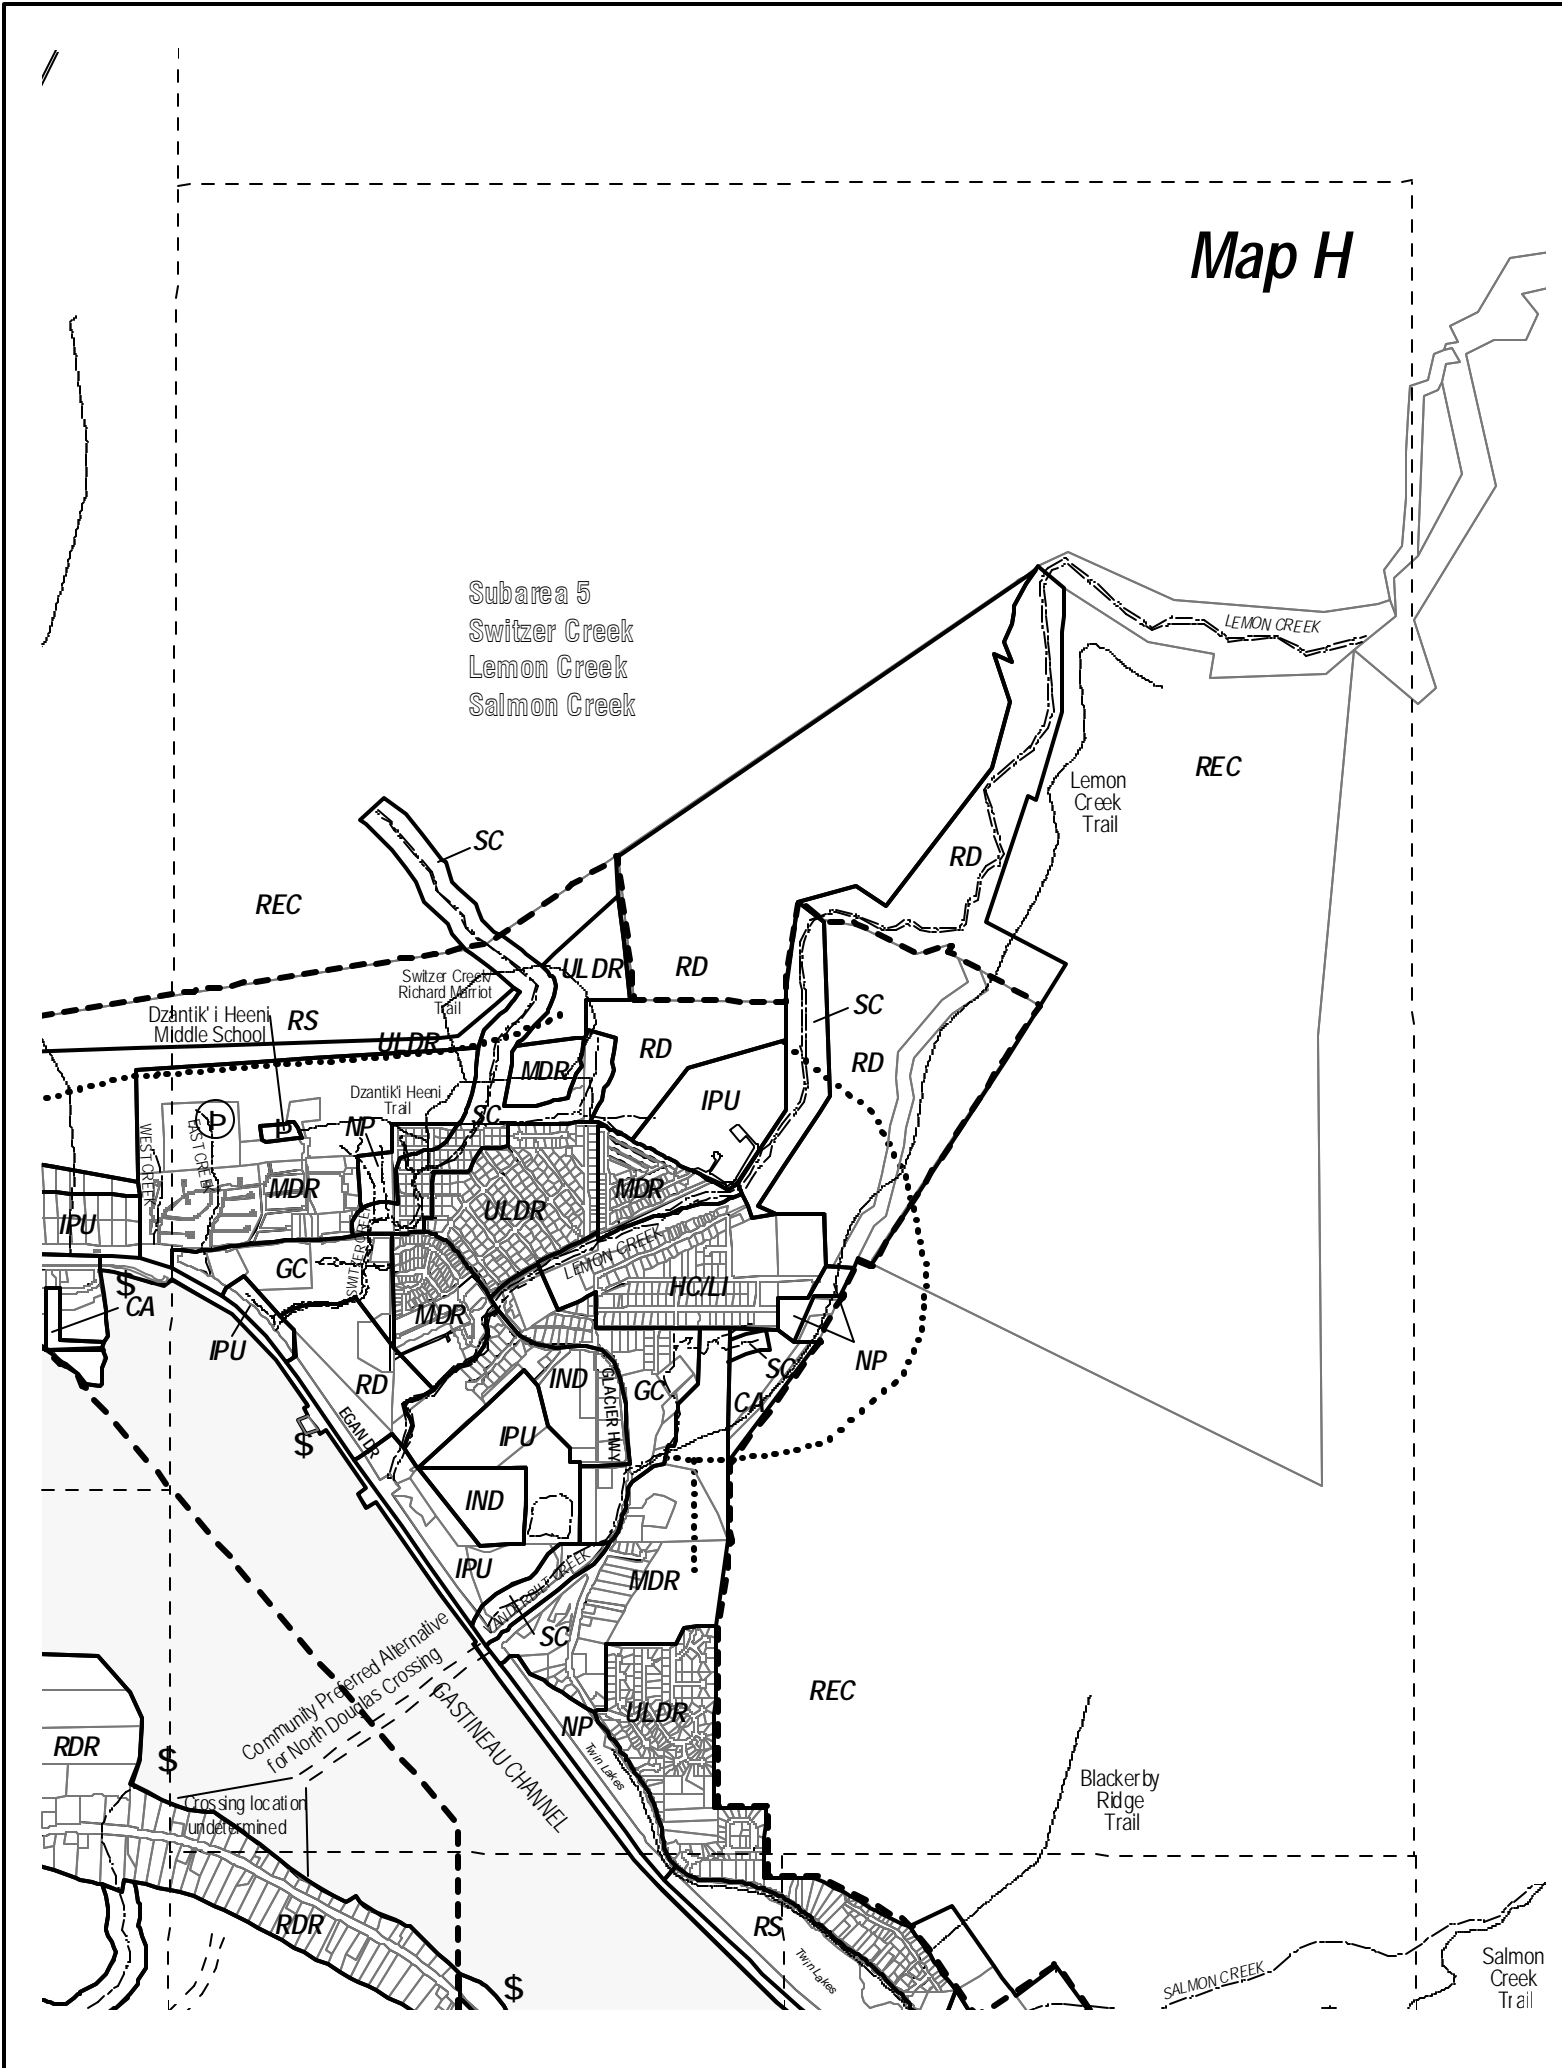 Map H
Subarea 5
Switzer Creek
Lemon Creek
Salmon Creek
LEMON CREEK
REC
Lemon
Creek
Trail
SC
RD
REC
ULDR
RD
Switzer Creek/
Richard Marriot
Trail
SC
Dzantik' i Heeni
Middle School
RS
ULDR
RD
RD
MDR
Dzantik'i Heeni
Trail
IPU
SC
P
P
NP
WEST CREEK
EAST CREEK
MDR
MDR
ULDR
IPU
SWITZER CREEK
LEMON CREEK
GC
HC/LI
$
CA
MDR
IPU
NP
SC
RD
IND
GLACIER HWY
GC
CA
EGAN DR
IPU
$
IND
IPU
VANDERBILT CREEK
MDR
SC
Community Preferred Alternative
for North Douglas Crossing
GASTINEAU CHANNEL
REC
ULDR
NP
Twin Lakes
RDR
$
Crossing location
undetermined
Blackerby
Ridge
Trail
RDR
RS
Twin Lakes
$
SALMON CREEK
Salmon
Creek
Trail